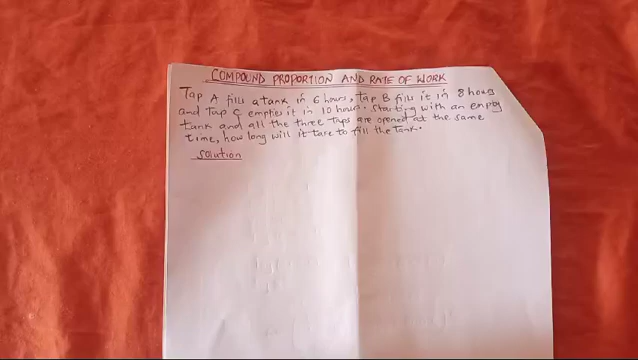 COMPOUND PROPORTION AND RATE OF WORK
Tap A fills a tank in 6 hours, Tap B fills it in 8 hours
and Tap C empties it in 10 hours. Starting with an empty
tank and all the three taps are opened at the same
time, how long will it take to fill the Tank.
Solution